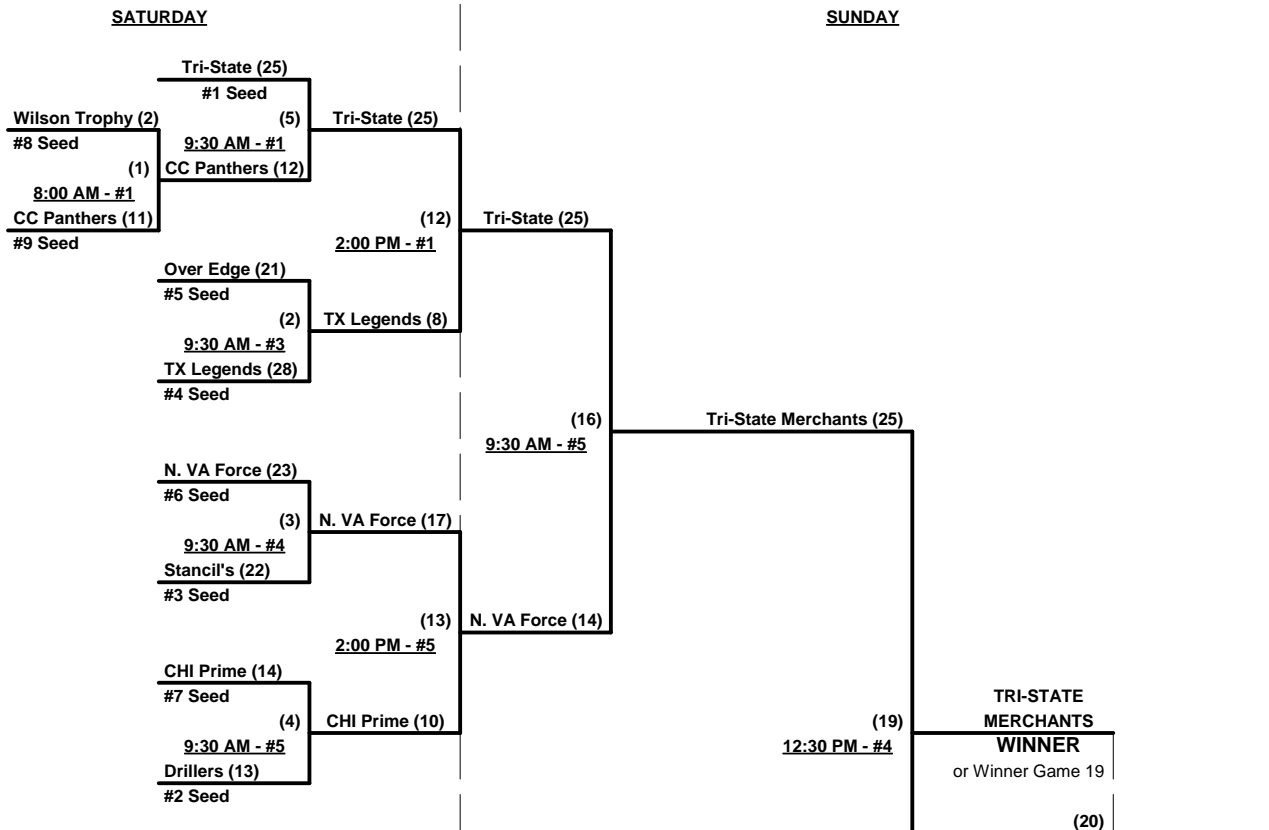 SATURDAY
SUNDAY
Tri-State (25)
#1 Seed
Wilson Trophy (2)
#8 Seed
(5)
9:30 AM - #1
Tri-State (25)
(1)
8:00 AM - #1
CC Panthers (12)
CC Panthers (11)
#9 Seed
(12)
2:00 PM - #1
Tri-State (25)
Over Edge (21)
#5 Seed
(2)
9:30 AM - #3
TX Legends (8)
TX Legends (28)
#4 Seed
(16)
9:30 AM - #5
Tri-State Merchants (25)
N. VA Force (23)
#6 Seed
(3)
9:30 AM - #4
N. VA Force (17)
Stancil's (22)
#3 Seed
(13)
2:00 PM - #5
N. VA Force (14)
CHI Prime (14)
#7 Seed
(4)
9:30 AM - #5
CHI Prime (10)
Drillers (13)
#2 Seed
(19)
12:30 PM - #4
TRI-STATE
MERCHANTS
WINNER
or Winner Game 19
(20)